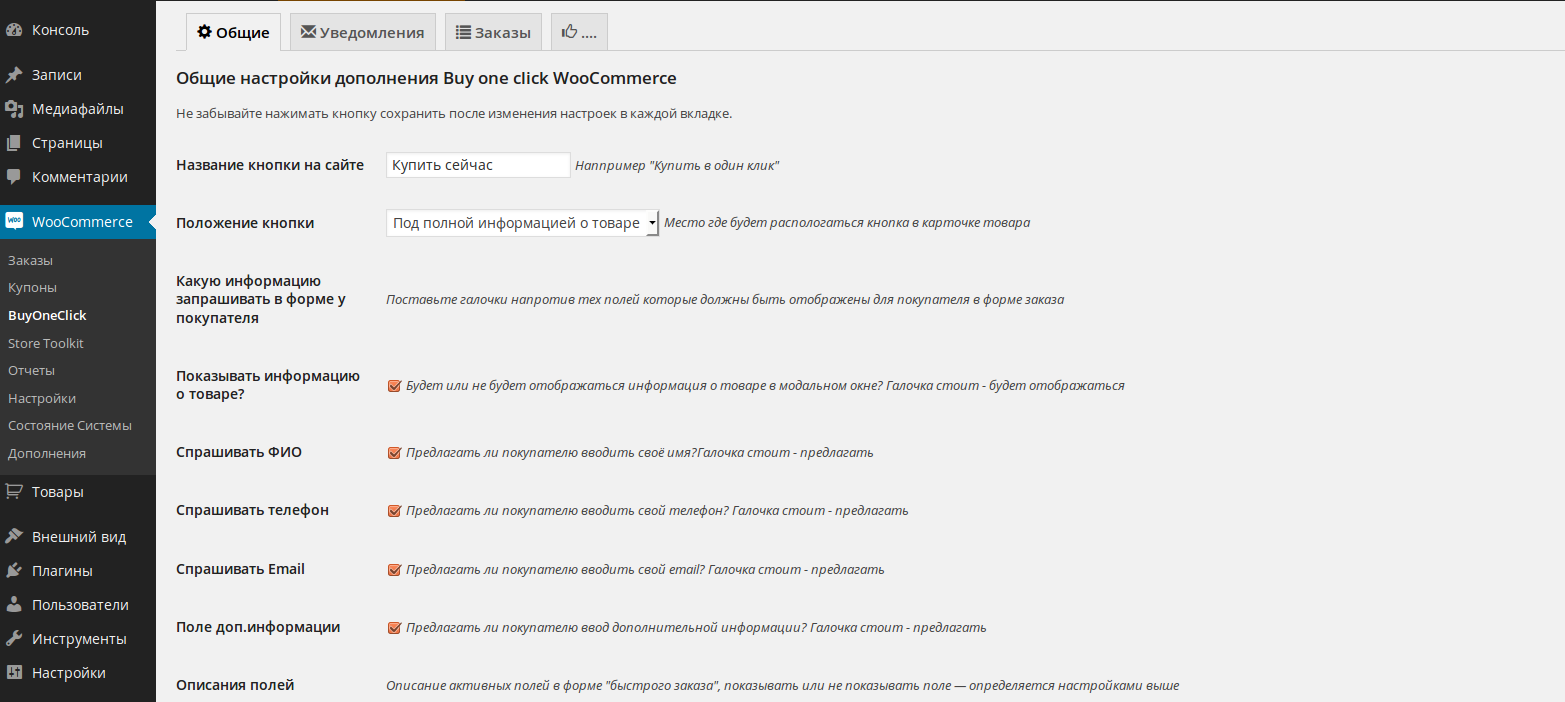 Консоль
Записи
Медиафайлы
Страницы
Комментарии
woo WooCommerce
Заказы
Купоны
BuyOneClick
Store Toolkit
Отчеты
Настройки
Состояние Системы
Дополнения
Товары
Внешний вид
Плагины
Пользователи
Инструменты
Настройки
Общие Уведомления Заказы ....
Общие настройки дополнения Buy one click WooCommerce
Не забывайте нажимать кнопку сохранить после изменения настроек в каждой вкладке.
Название кнопки на сайте Купить сейчас Наппример "Купить в один клик"
Положение кнопки Под полной информацией о товаре Место где будет распологаться кнопка в карточке товара
Какую информацию
запрашивать в форме у
покупателя
Поставьте галочки напротив тех полей которые должны быть отображены для покупателя в форме заказа
Показывать информацию
о товаре?
Будет или не будет отображаться информация о товаре в модальном окне? Галочка стоит - будет отображаться
Спрашивать ФИО Предлагать ли покупателю вводить своё имя?Галочка стоит - предлагать
Спрашивать телефон Предлагать ли покупателю вводить свой телефон? Галочка стоит - предлагать
Спрашивать Email Предлагать ли покупателю вводить свой email? Галочка стоит - предлагать
Поле доп.информации Предлагать ли покупателю ввод дополнительной информации? Галочка стоит - предлагать
Описания полей Описание активных полей в форме "быстрого заказа", показывать или не показывать поле — определяется настройками выше